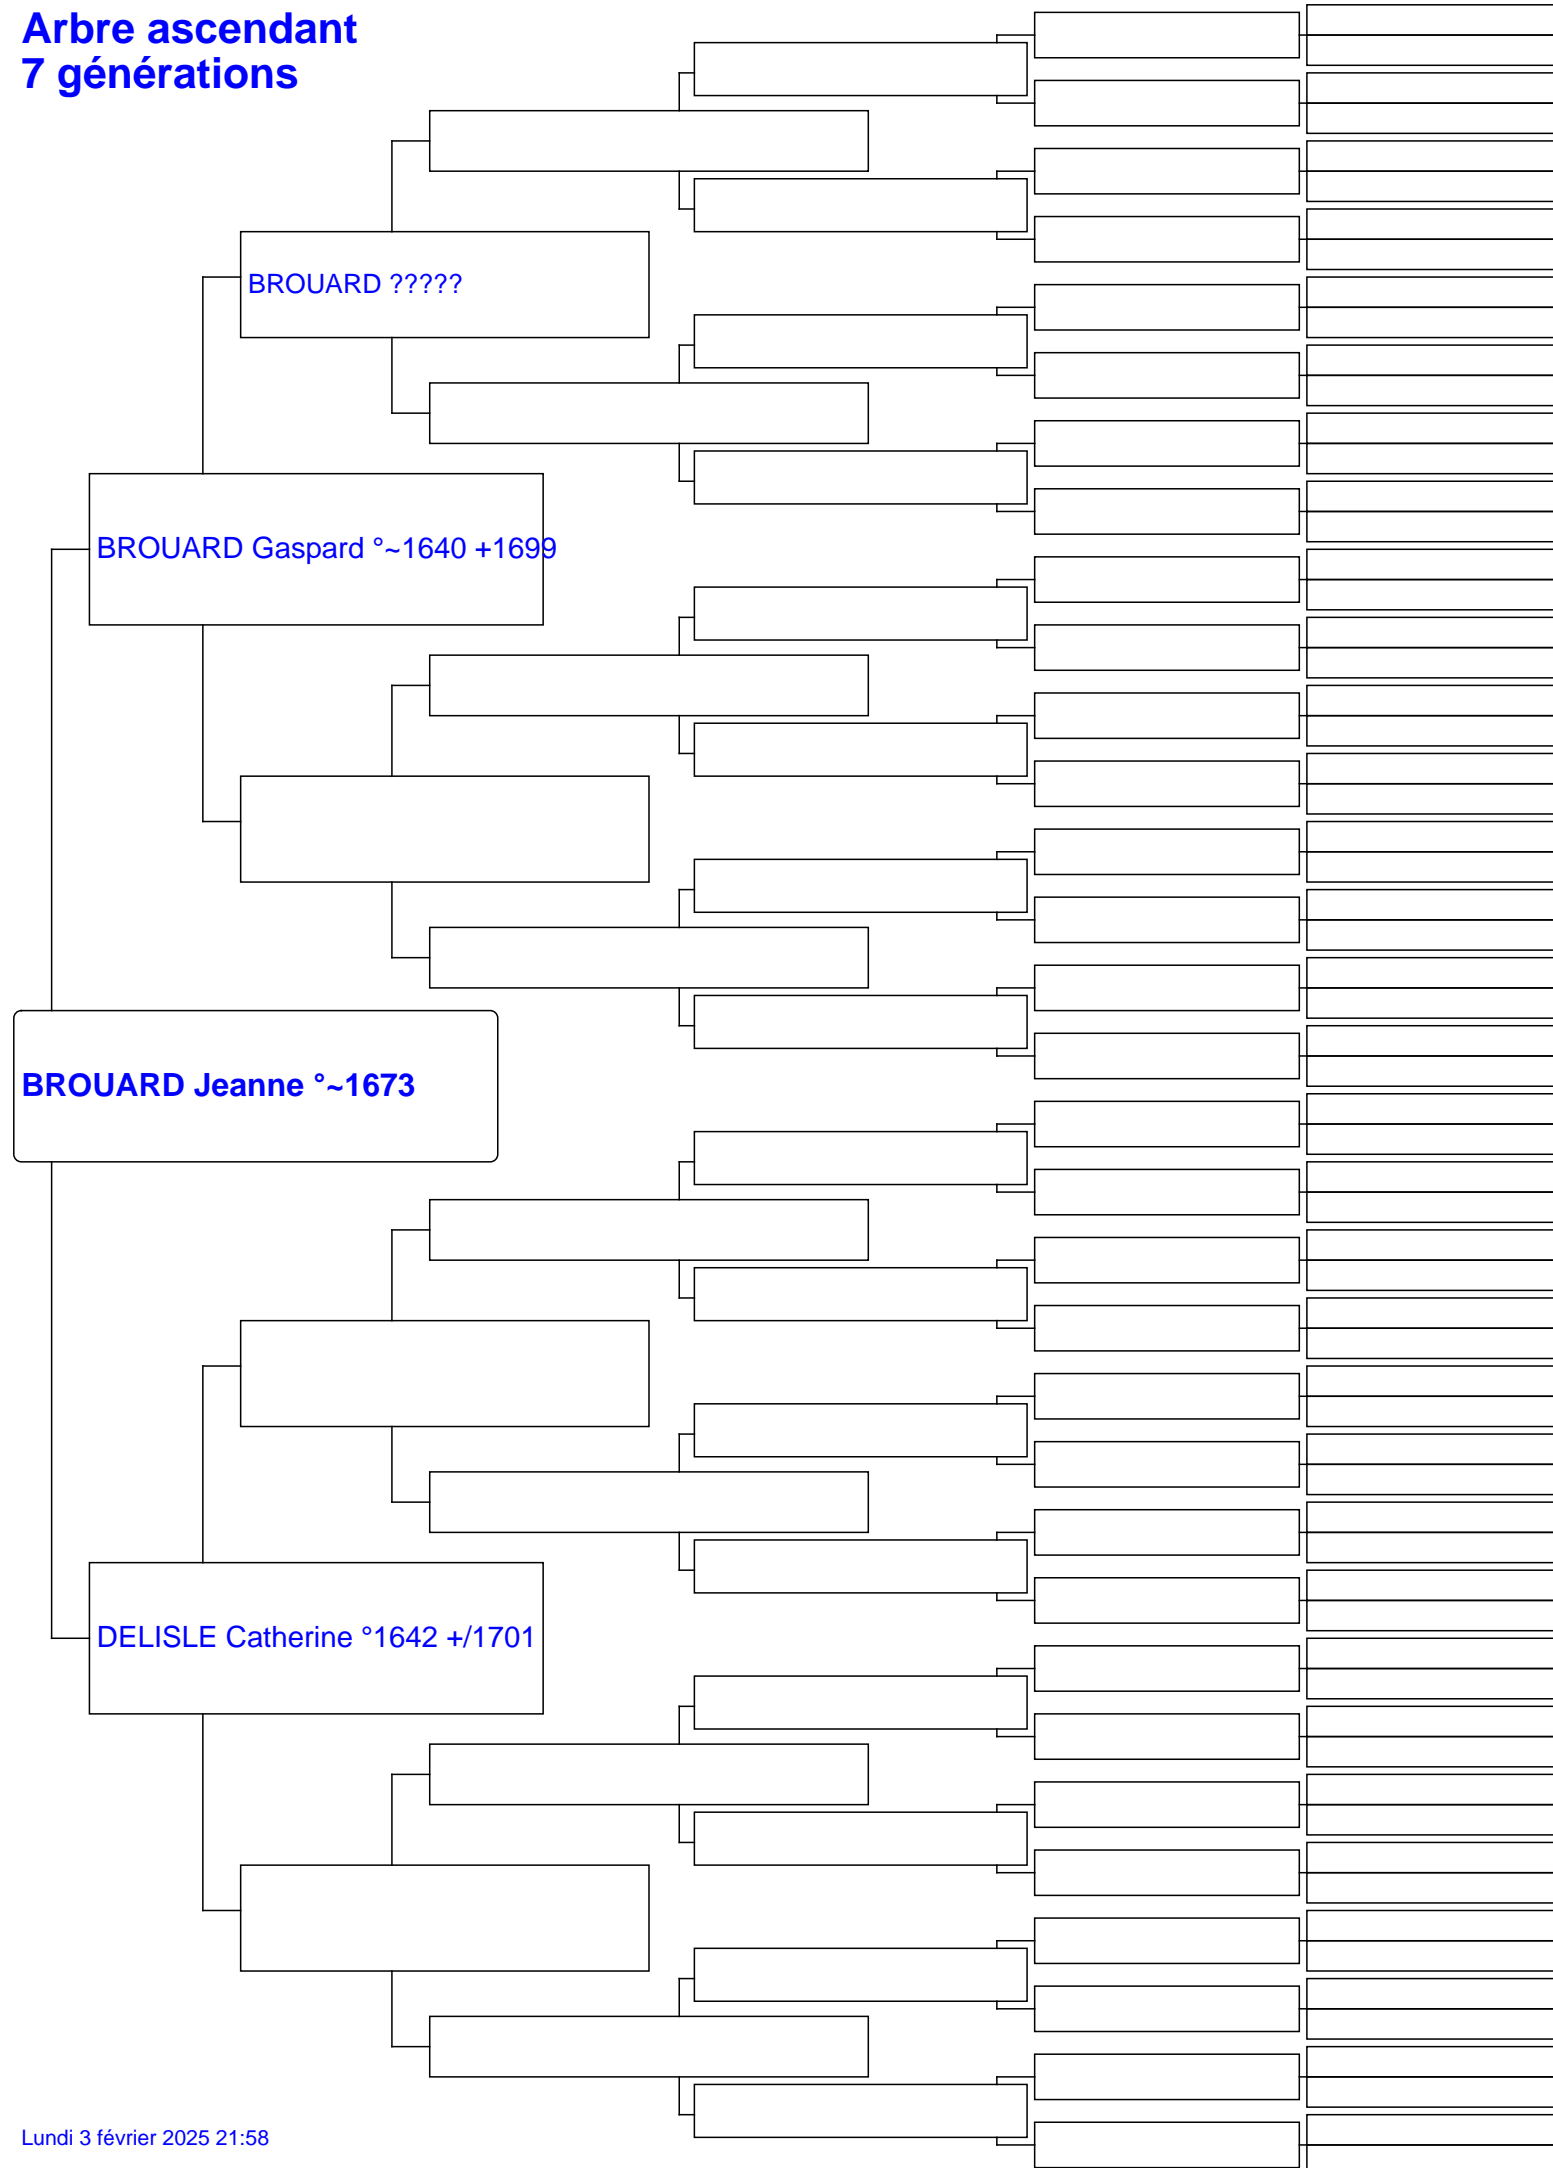 Arbre ascendant
7 générations
BROUARD ?????
BROUARD Gaspard °~1640 +1699
BROUARD Jeanne °~1673
DELISLE Catherine °1642 +/1701
Lundi 3 février 2025 21:58